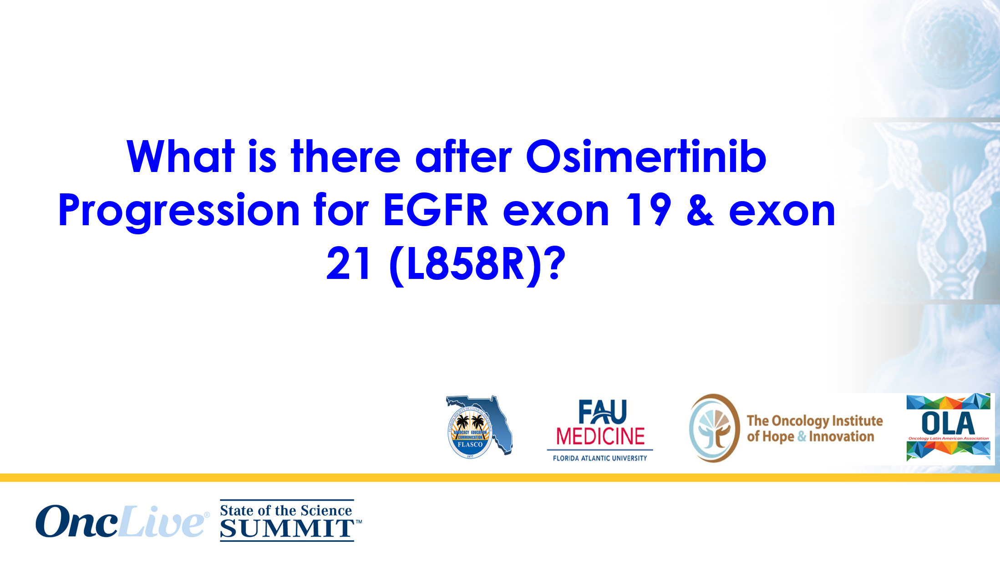 What is there after Osimertinib
Progression for EGFR exon 19 & exon
21 (L858R)?
FLORIDA SOCIETY OF CLINICAL ONCOLOGY
ADVOCACY EDUCATION
COMMUNICATION
FLASCO
1977
FAU
MEDICINE
FLORIDA ATLANTIC UNIVERSITY
The Oncology Institute
of Hope & Innovation
OLA
Oncology Latin American Association
OncLive®
State of the Science
SUMMIT™